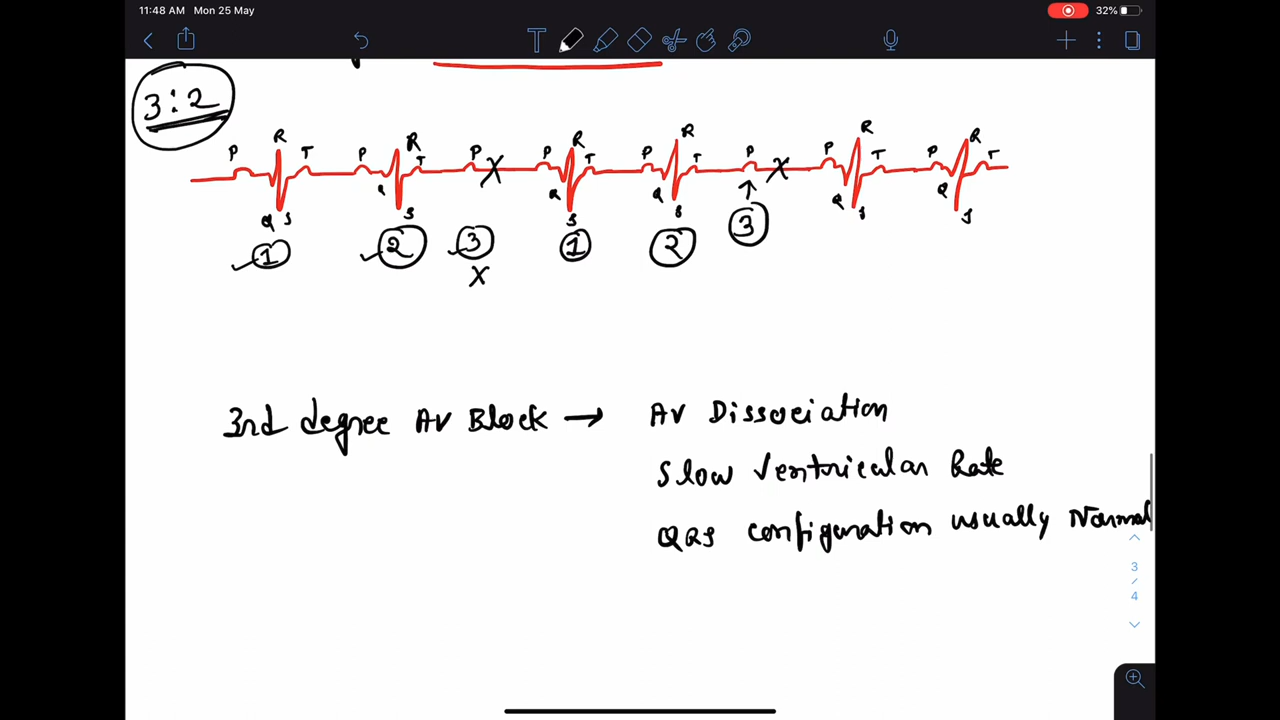 11:48 AM Mon 25 May 32%
T
3:2
R R R R R R
P T P T P P T P T P P T P T
Q S Q S Q S Q S Q S Q S
1 2 3 1 2 3
X
3rd degree AV Block → AV Dissociation
Slow Ventricular Rate
QRS configuration usually Normal
3
/
4